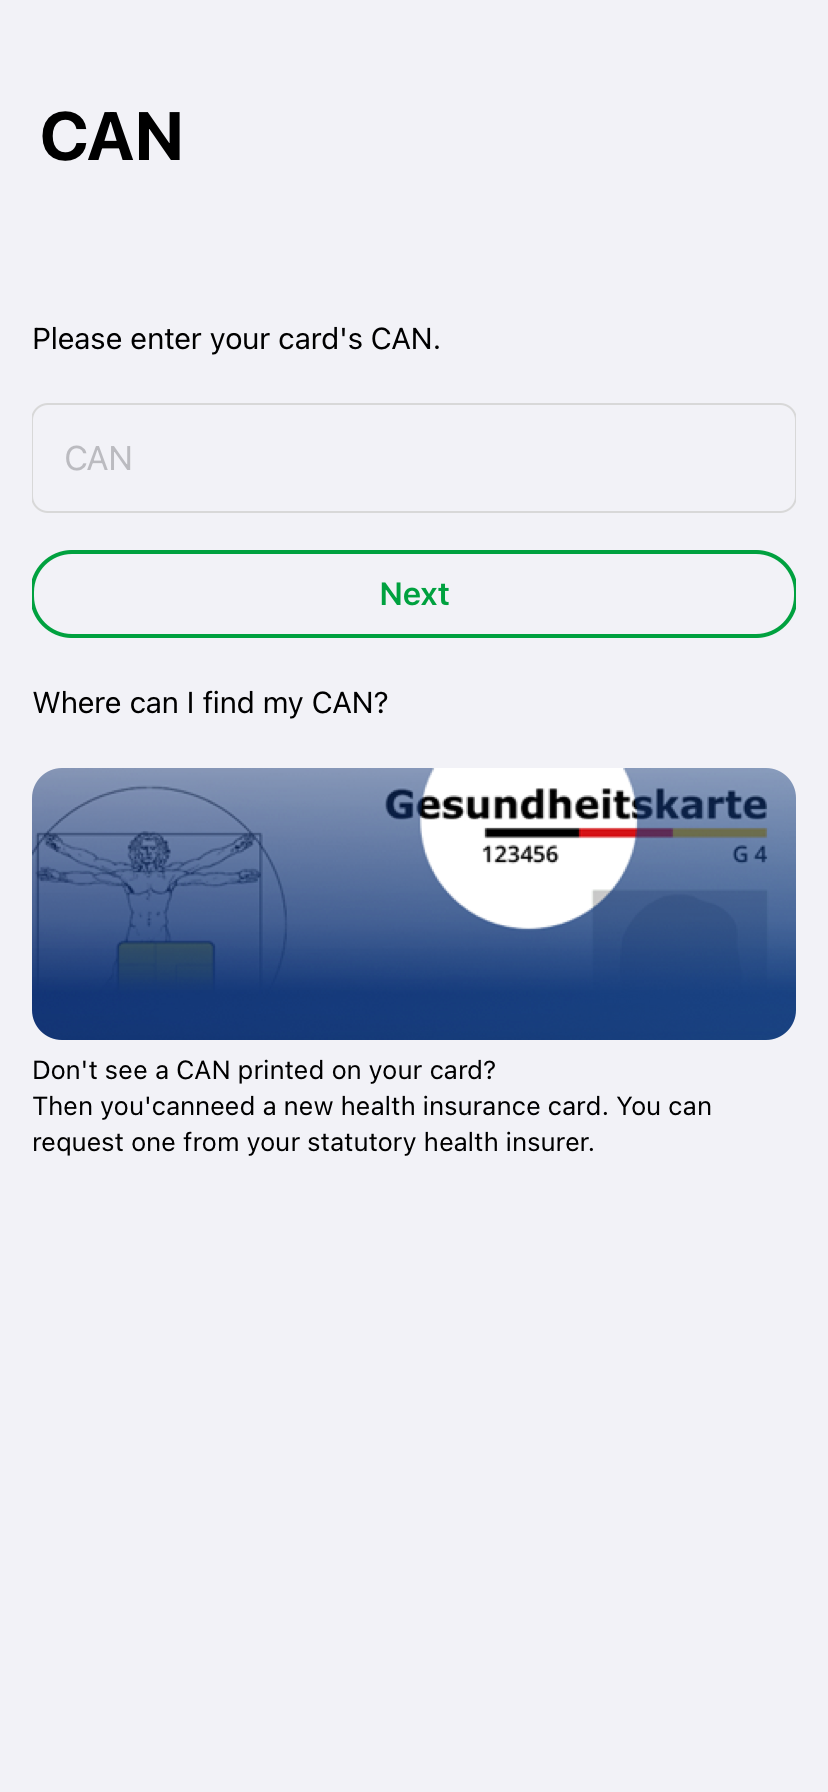 CAN
Please enter your card's CAN.
CAN
Next
Where can I find my CAN?
Gesundheitskarte
123456
G 4
Don't see a CAN printed on your card?
Then you'canneed a new health insurance card. You can
request one from your statutory health insurer.